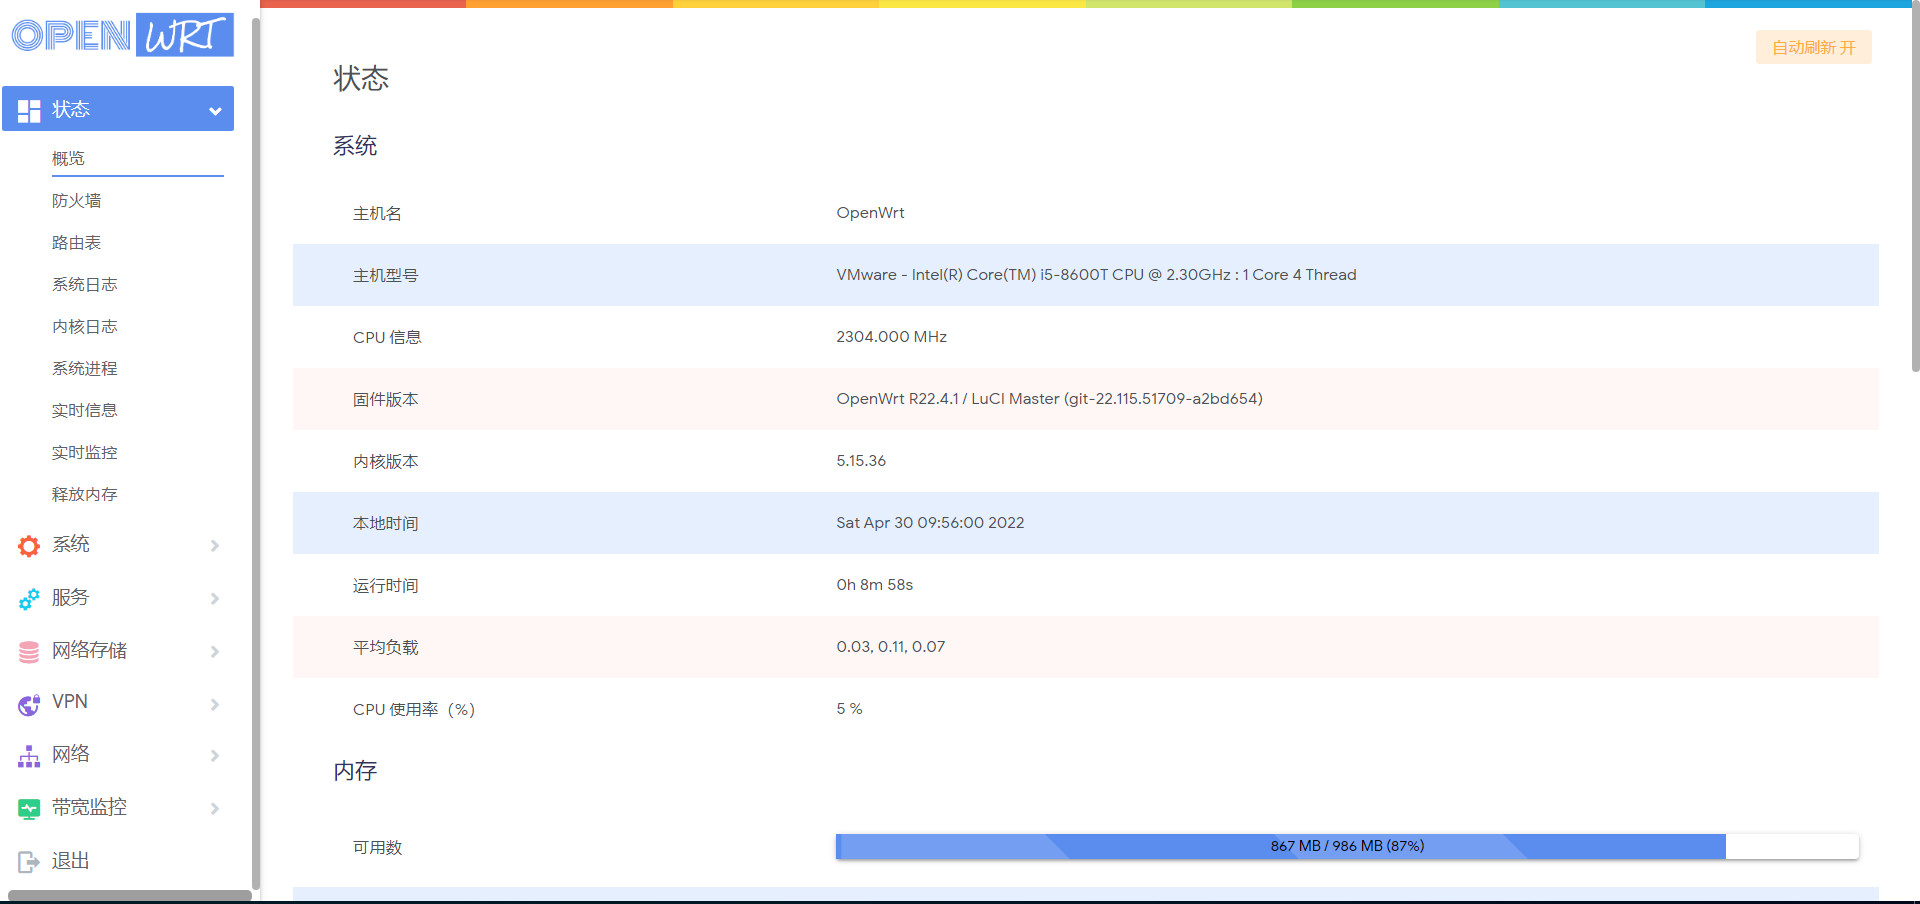 OPENWRT
状态
概览
防火墙
路由表
系统日志
内核日志
系统进程
实时信息
实时监控
释放内存
系统
服务
网络存储
VPN
网络
带宽监控
退出
自动刷新 开
状态
系统
主机名 OpenWrt
主机型号 VMware - Intel(R) Core(TM) i5-8600T CPU @ 2.30GHz : 1 Core 4 Thread
CPU 信息 2304.000 MHz
固件版本 OpenWrt R22.4.1 / LuCI Master (git-22.115.51709-a2bd654)
内核版本 5.15.36
本地时间 Sat Apr 30 09:56:00 2022
运行时间 0h 8m 58s
平均负载 0.03, 0.11, 0.07
CPU 使用率（%） 5 %
内存
可用数 867 MB / 986 MB (87%)